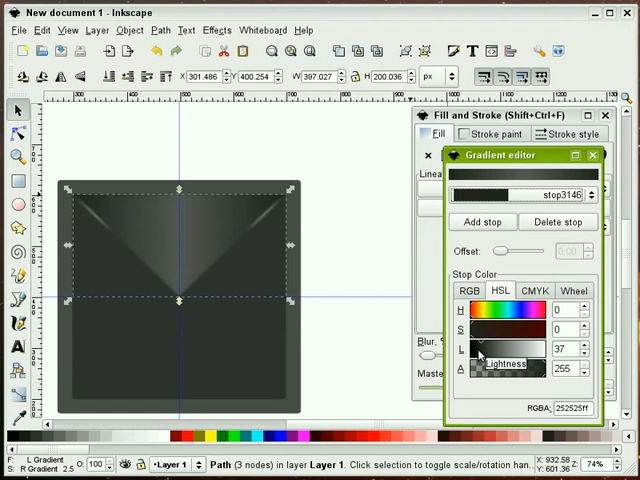 New document 1 - Inkscape
File Edit View Layer Object Path Text Effects Whiteboard Help
X 301.486 Y 400.254 W 397.027 H 200.036 px
Fill and Stroke (Shift+Ctrl+F)
Fill Stroke paint Stroke style
Gradient editor
Linea
stop3146
Add stop Delete stop
Offset: 0.00
Stop Color
RGB HSL CMYK Wheel
H 0
S 0
L 37
Lightness
A 255
Blur, %
Maste
RGBA: 252525ff
F: L Gradient
S: R Gradient 2.5
O: 100
Layer 1
Path (3 nodes) in layer Layer 1. Click selection to toggle scale/rotation han...
X: 932.58
Y: 601.36
Z: 74%